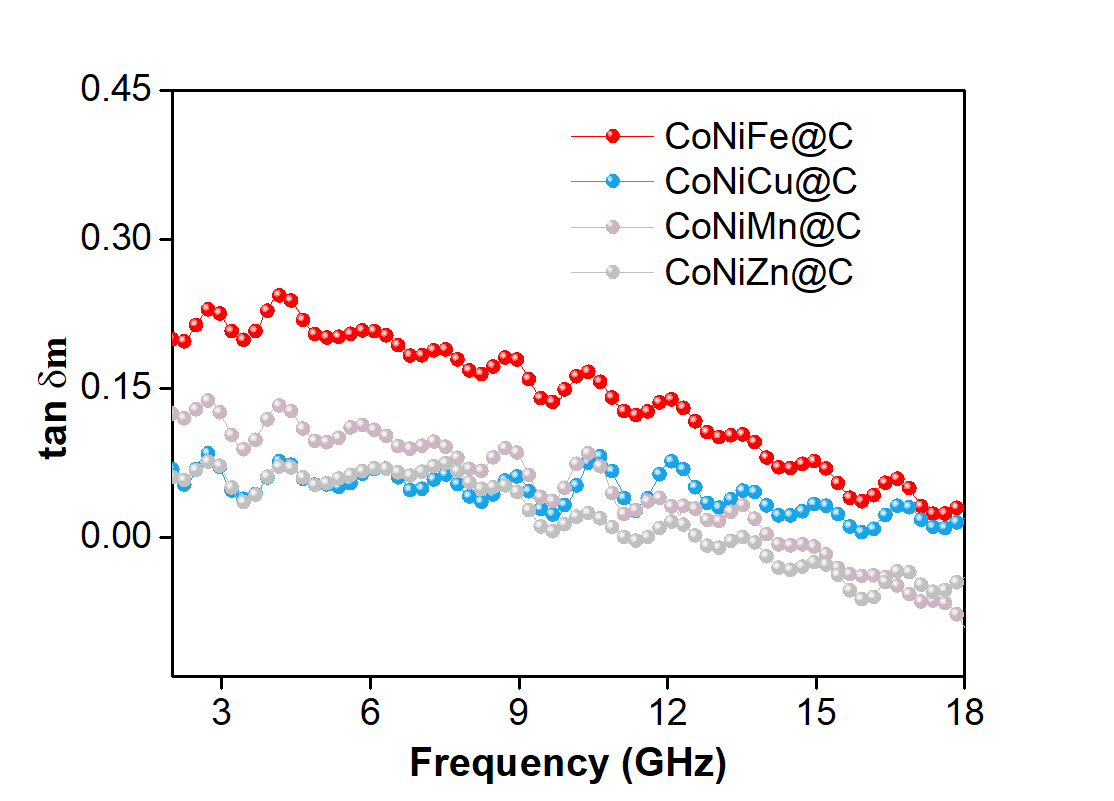 0.45
0.30
0.15
0.00
tan δm
CoNiFe@C
CoNiCu@C
CoNiMn@C
CoNiZn@C
3 6 9 12 15 18
Frequency (GHz)